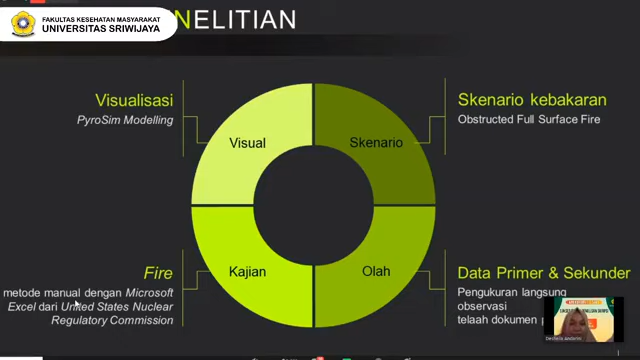 FAKULTAS KESEHATAN MASYARAKAT
UNIVERSITAS SRIWIJAYA
NELITIAN
Visualisasi
PyroSim Modelling
Skenario kebakaran
Obstructed Full Surface Fire
Visual
Skenario
Kajian
Olah
Fire
metode manual dengan Microsoft
Excel dari United States Nuclear
Regulatory Commission
Data Primer & Sekunder
Pengukuran langsung
observasi
telaah dokumen